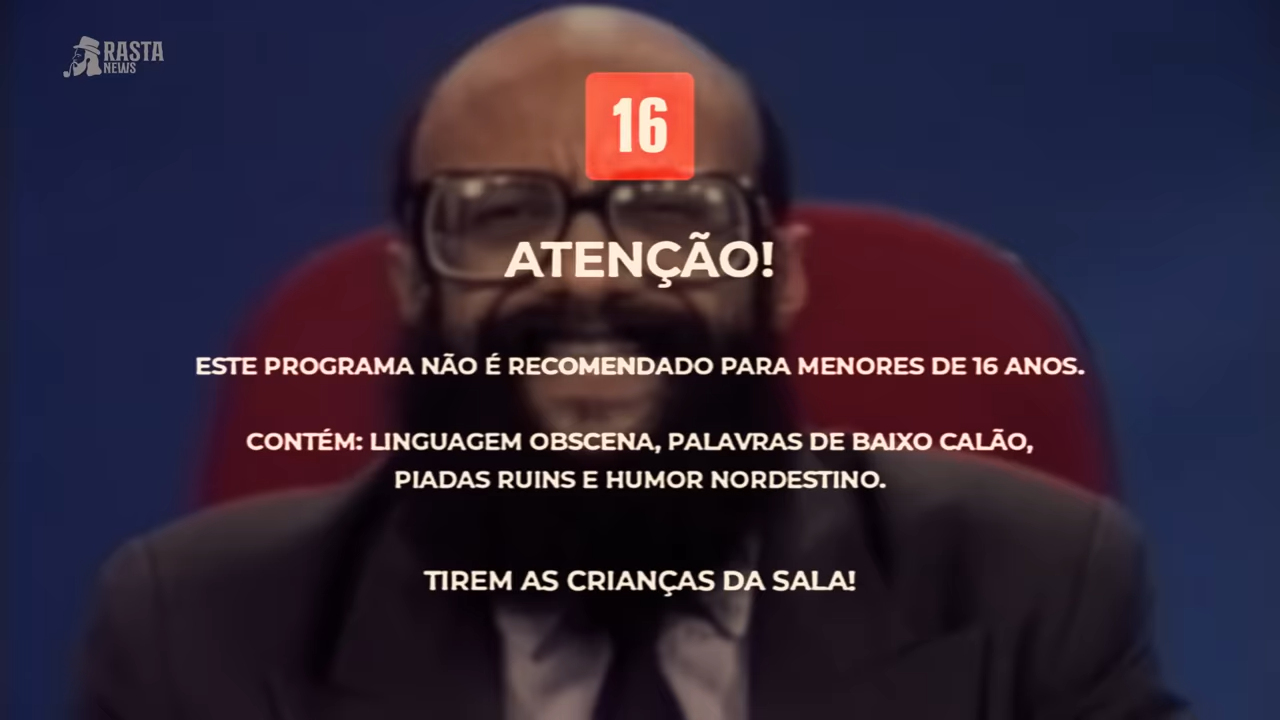 RASTA
NEWS
16
ATENÇÃO!
ESTE PROGRAMA NÃO É RECOMENDADO PARA MENORES DE 16 ANOS.
CONTÉM: LINGUAGEM OBSCENA, PALAVRAS DE BAIXO CALÃO,
PIADAS RUINS E HUMOR NORDESTINO.
TIREM AS CRIANÇAS DA SALA!